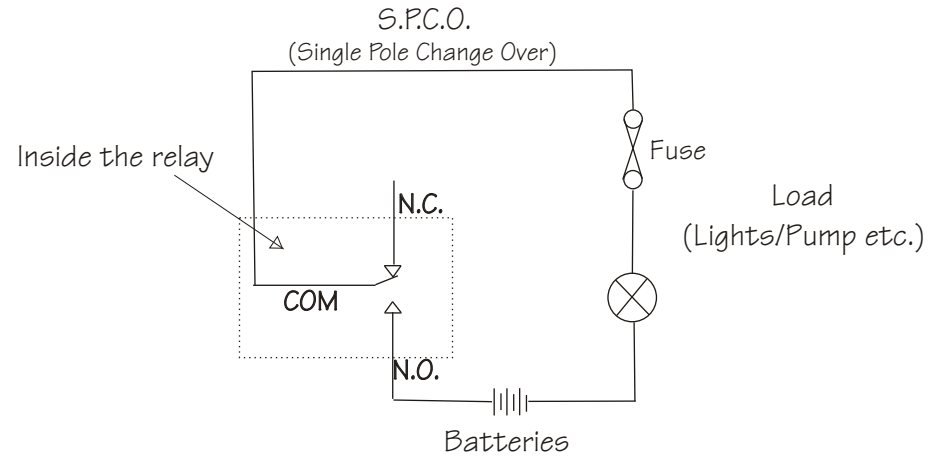 S.P.C.O.
(Single Pole Change Over)
Inside the relay
Fuse
N.C.
Load
(Lights/Pump etc.)
COM
N.O.
Batteries